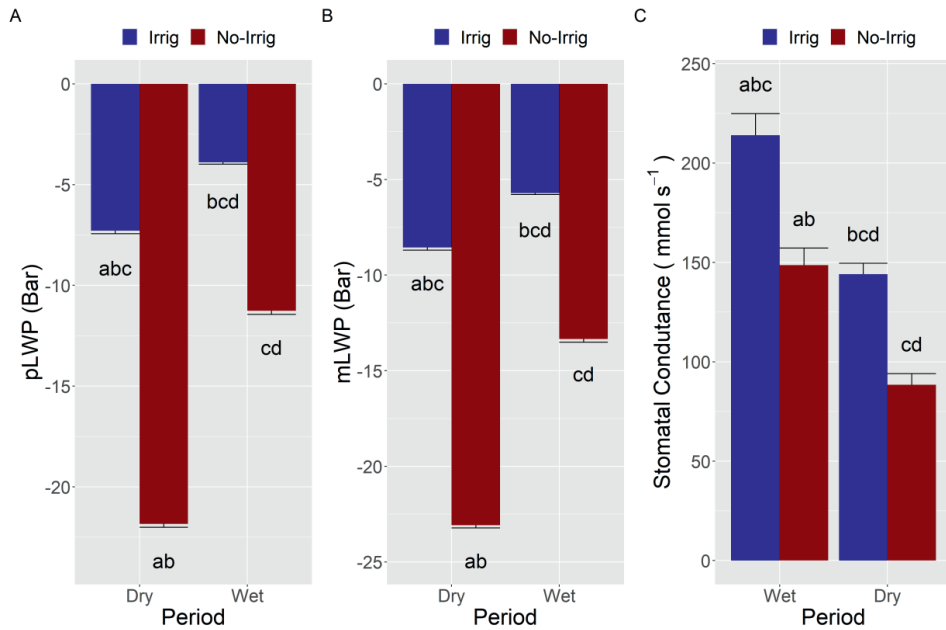 A
Irrig No-Irrig
0
-5
-10
-15
-20
pLWP (Bar)
abc
bcd
ab
cd
Dry Wet
Period
B
Irrig No-Irrig
0
-5
-10
-15
-20
-25
mLWP (Bar)
abc
bcd
ab
cd
Dry Wet
Period
C
Irrig No-Irrig
250
200
150
100
50
0
Stomatal Condutance ( mmol s⁻¹ )
abc
ab
bcd
cd
Wet Dry
Period